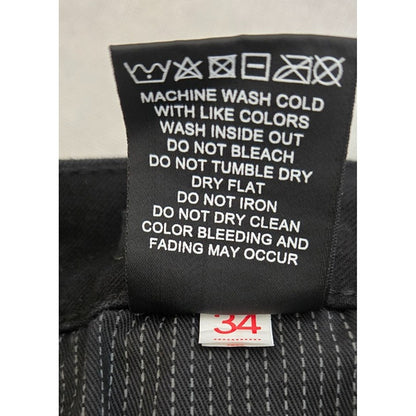 MACHINE WASH COLD
WITH LIKE COLORS
WASH INSIDE OUT
DO NOT BLEACH
DO NOT TUMBLE DRY
DRY FLAT
DO NOT IRON
DO NOT DRY CLEAN
COLOR BLEEDING AND
FADING MAY OCCUR
34